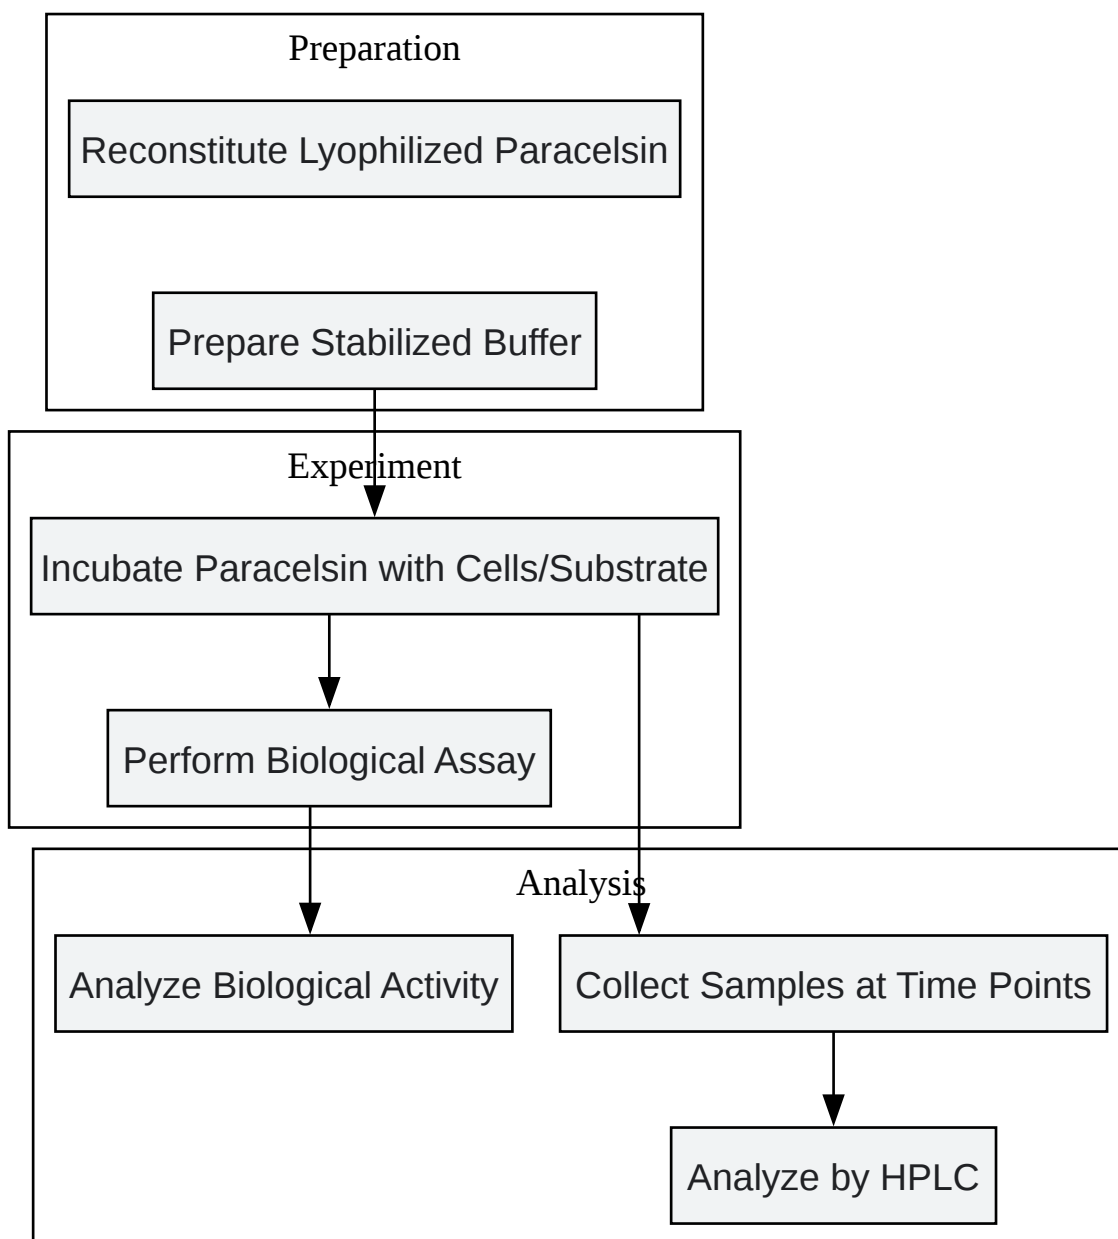 Preparation
Reconstitute Lyophilized Paracelsin
Prepare Stabilized Buffer
Experiment
Incubate Paracelsin with Cells/Substrate
Perform Biological Assay
Analysis
Analyze Biological Activity
Collect Samples at Time Points
Analyze by HPLC